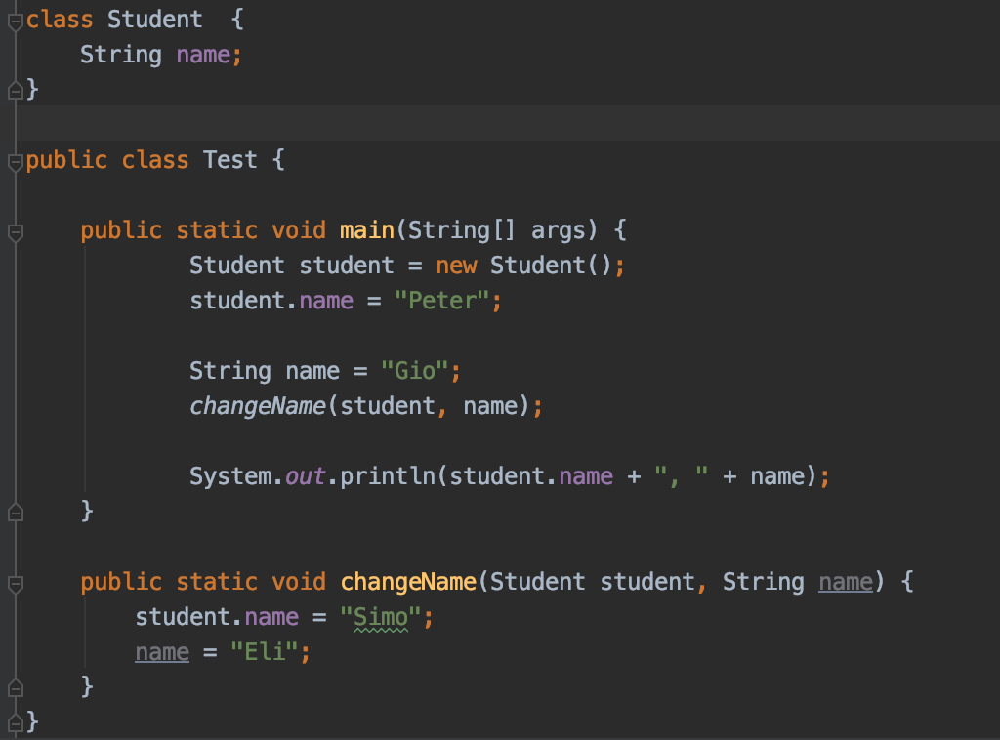 class Student  {
    String name;
}

public class Test {

    public static void main(String[] args) {
            Student student = new Student();
            student.name = "Peter";

            String name = "Gio";
            changeName(student, name);

            System.out.println(student.name + ", " + name);
    }

    public static void changeName(Student student, String name) {
        student.name = "Simo";
        name = "Eli";
    }
}